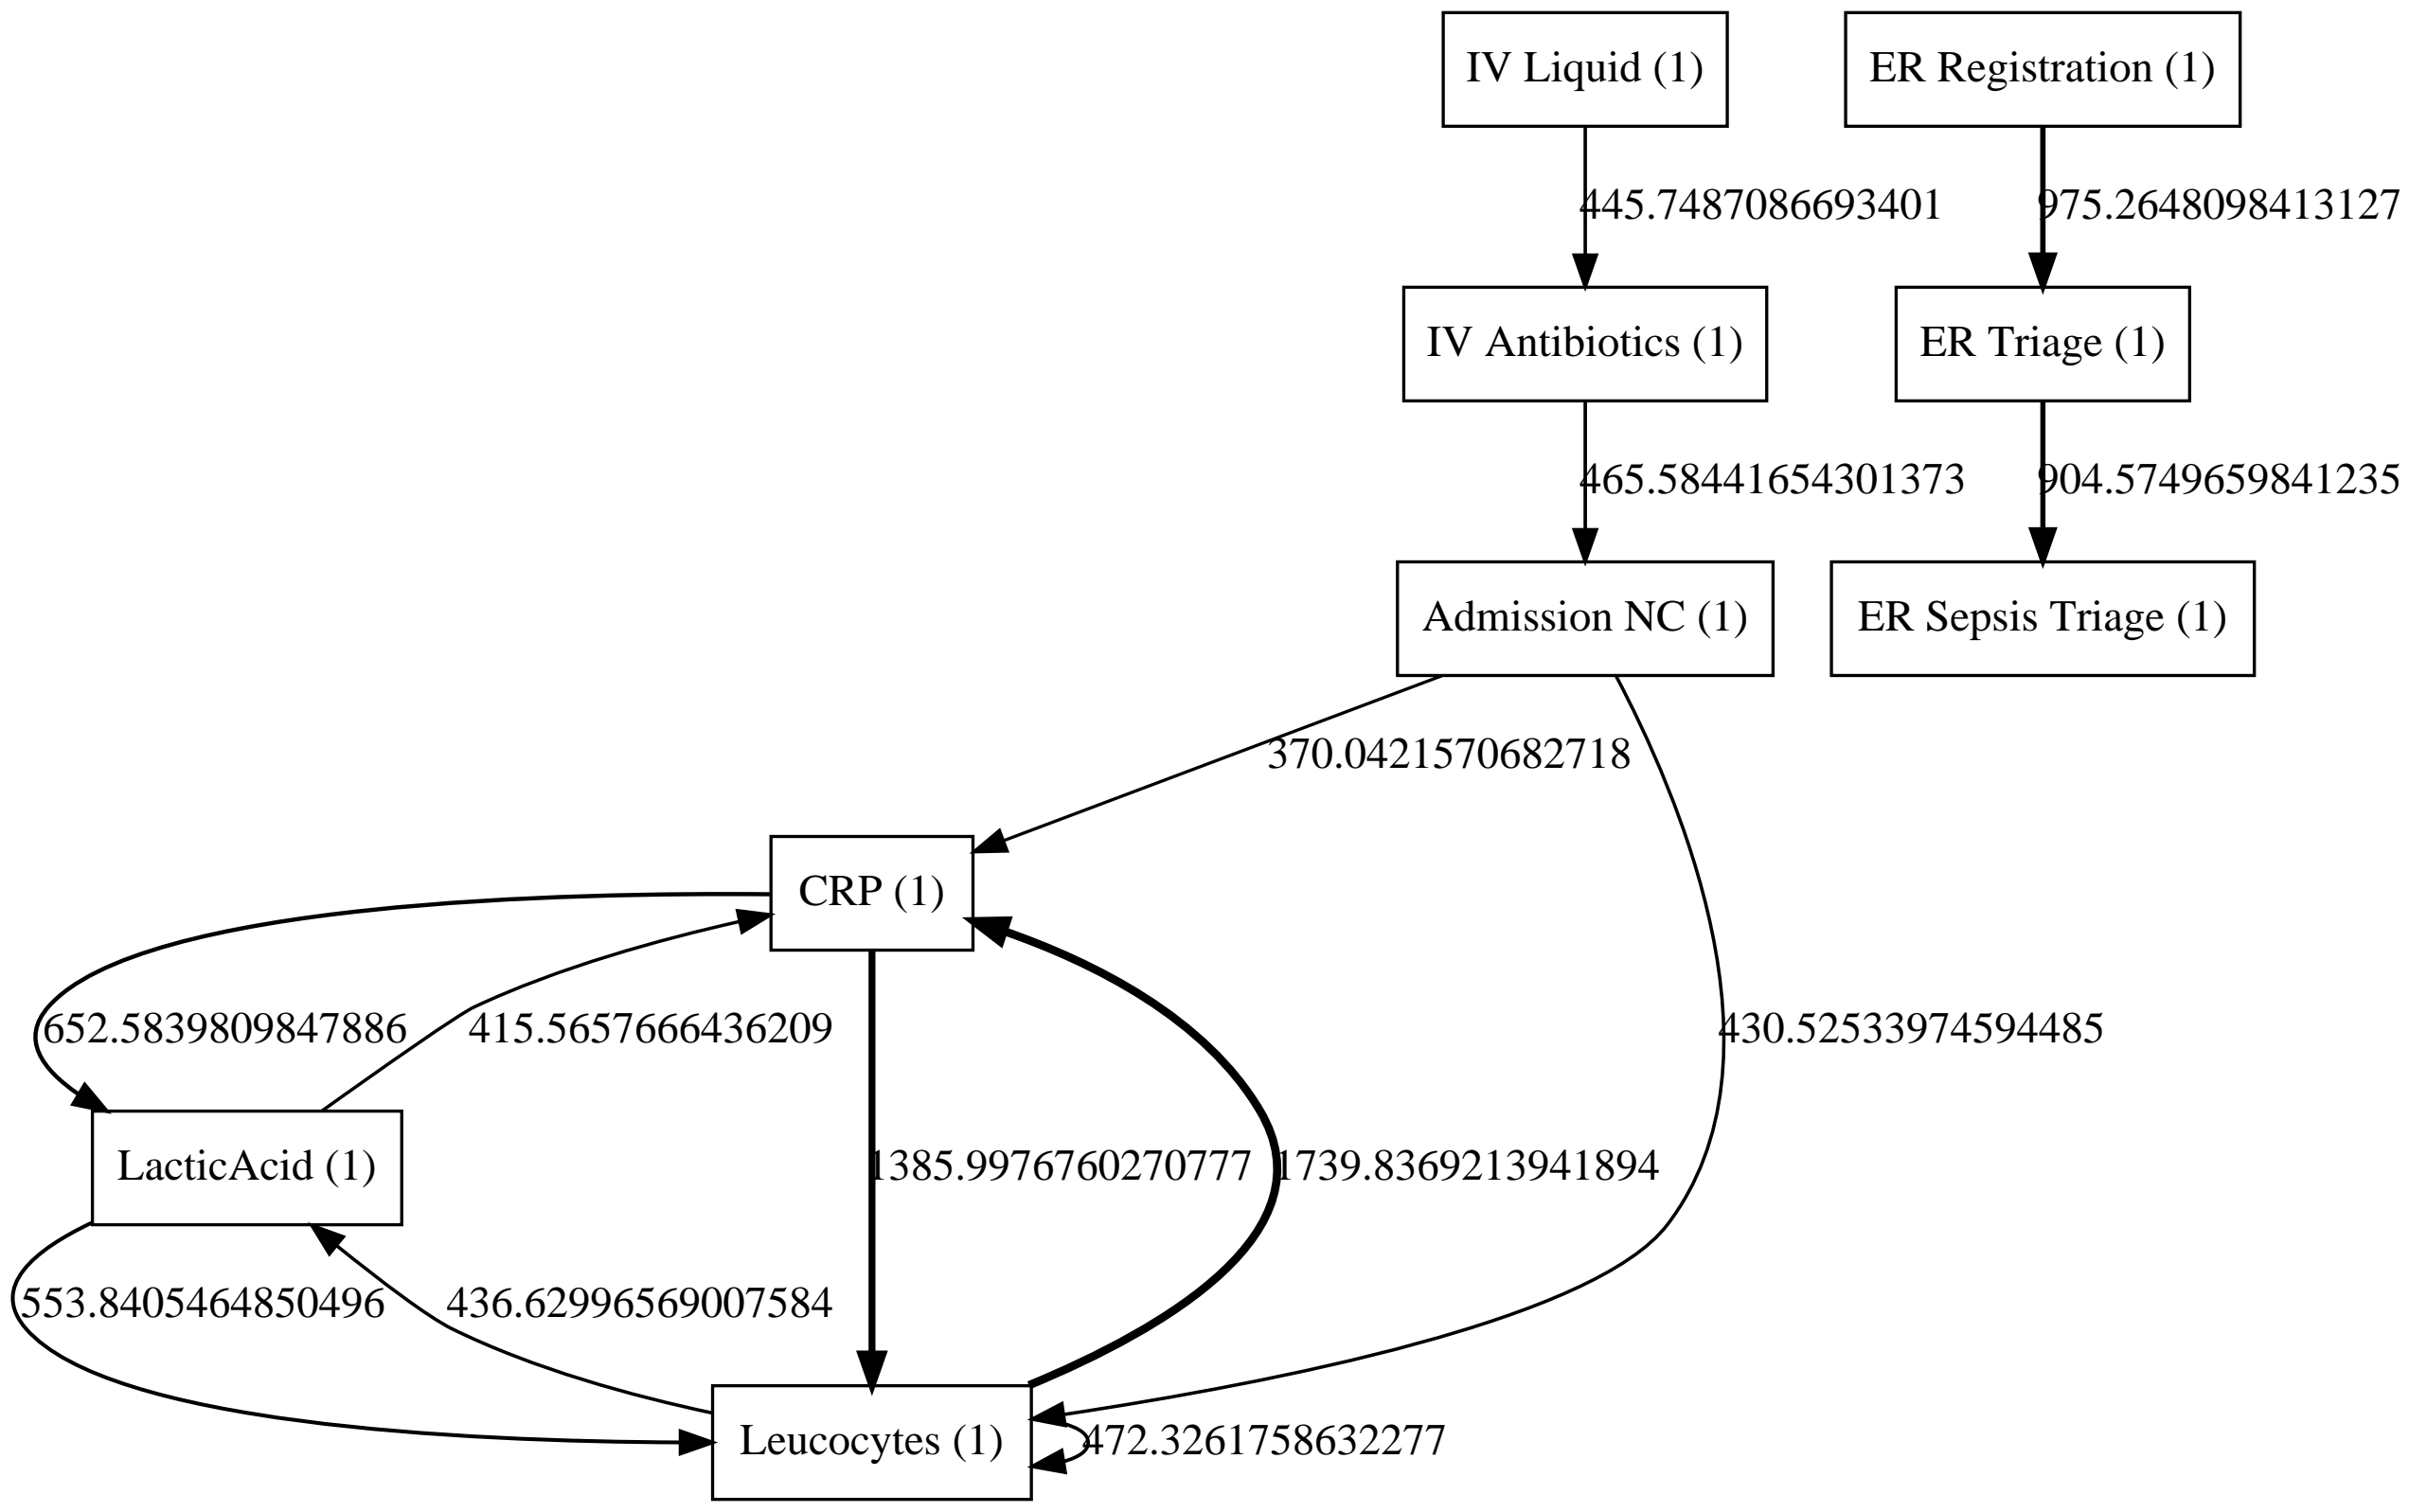 IV Liquid (1)
ER Registration (1)
445.7487086693401
975.2648098413127
IV Antibiotics (1)
ER Triage (1)
465.58441654301373
904.5749659841235
Admission NC (1)
ER Sepsis Triage (1)
370.0421570682718
CRP (1)
652.5839809847886
415.5657666436209
430.52533974594485
LacticAcid (1)
1385.9976760270777
1739.8369213941894
553.8405464850496
436.62996569007584
Leucocytes (1)
472.3261758632277